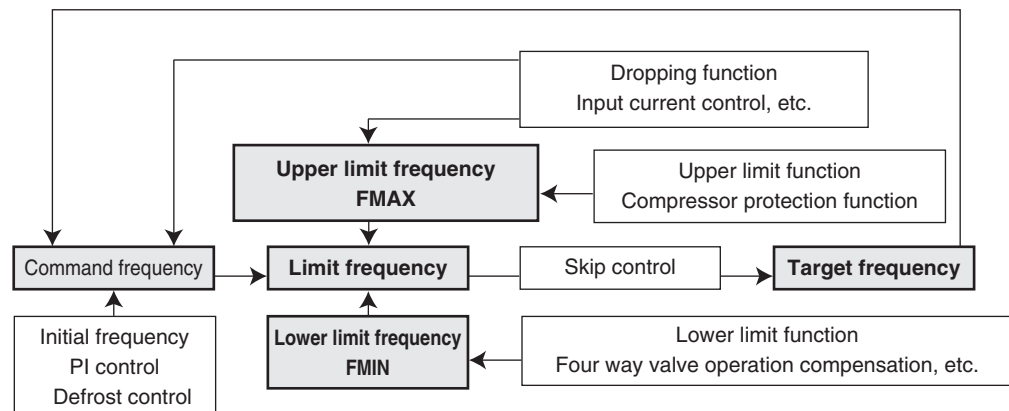 Dropping function
Input current control, etc.
Upper limit frequency
FMAX
Upper limit function
Compressor protection function
Command frequency
Limit frequency
Skip control
Target frequency
Initial frequency
PI control
Defrost control
Lower limit frequency
FMIN
Lower limit function
Four way valve operation compensation, etc.